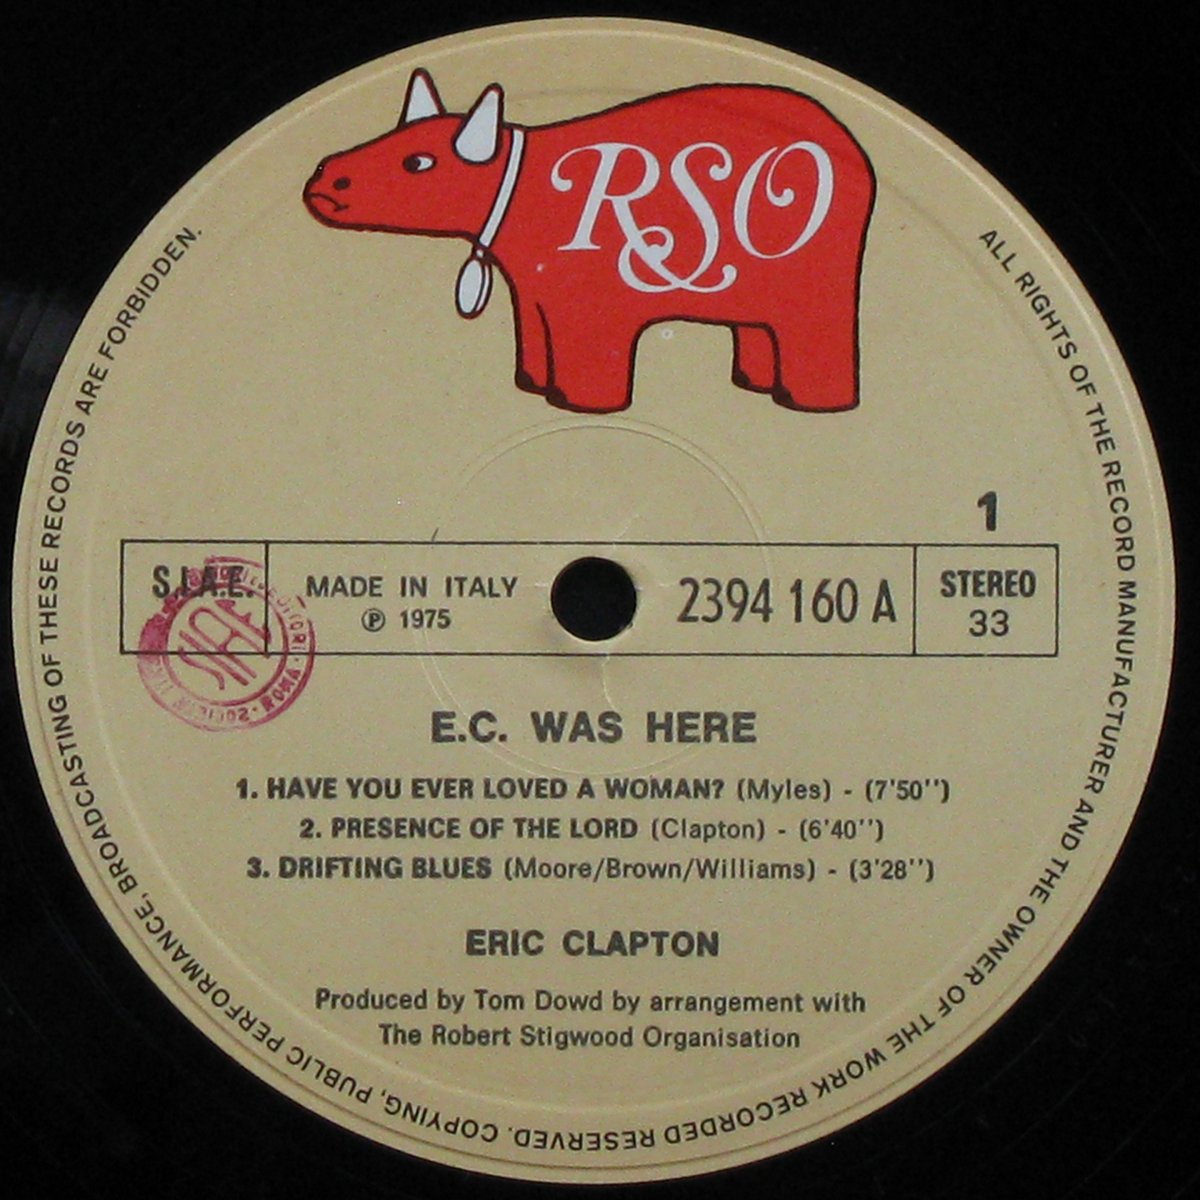 RSO
ALL RIGHTS OF THE RECORD MANUFACTURER AND THE OWNER OF THE WORK RECORDED RESERVED. COPYING, PUBLIC PERFORMANCE, BROADCASTING OF THESE RECORDS ARE FORBIDDEN.
1
S.I.A.E.
MADE IN ITALY
℗ 1975
2394 160 A
STEREO
33
SIAE
ROMA
E.C. WAS HERE
1. HAVE YOU EVER LOVED A WOMAN? (Myles) - (7'50'')
2. PRESENCE OF THE LORD (Clapton) - (6'40'')
3. DRIFTING BLUES (Moore/Brown/Williams) - (3'28'')
ERIC CLAPTON
Produced by Tom Dowd by arrangement with
The Robert Stigwood Organisation